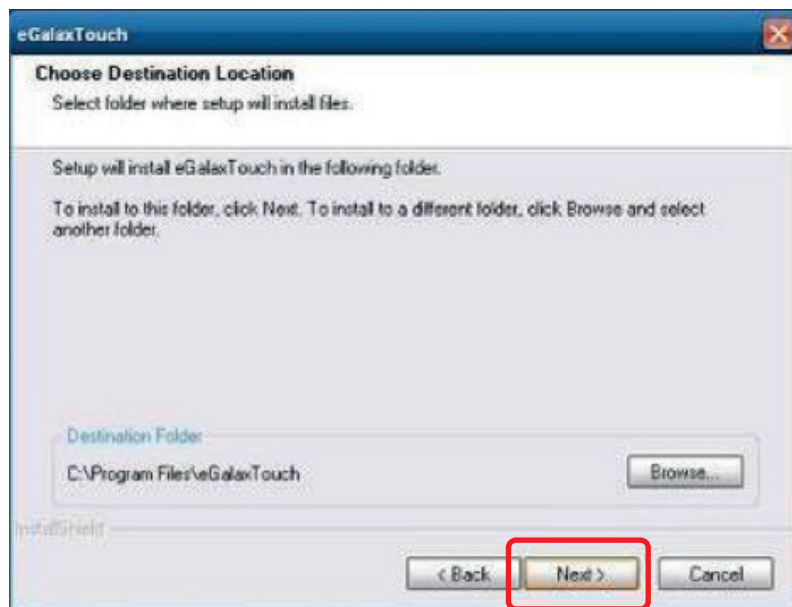 eGalaxTouch
Choose Destination Location
Select folder where setup will install files.
Setup will install eGalaxTouch in the following folder.
To install to this folder, click Next. To install to a different folder, click Browse and select
another folder.
Destination Folder
C:\Program Files\eGalaxTouch
Browse...
InstallShield
< Back
Next >
Cancel